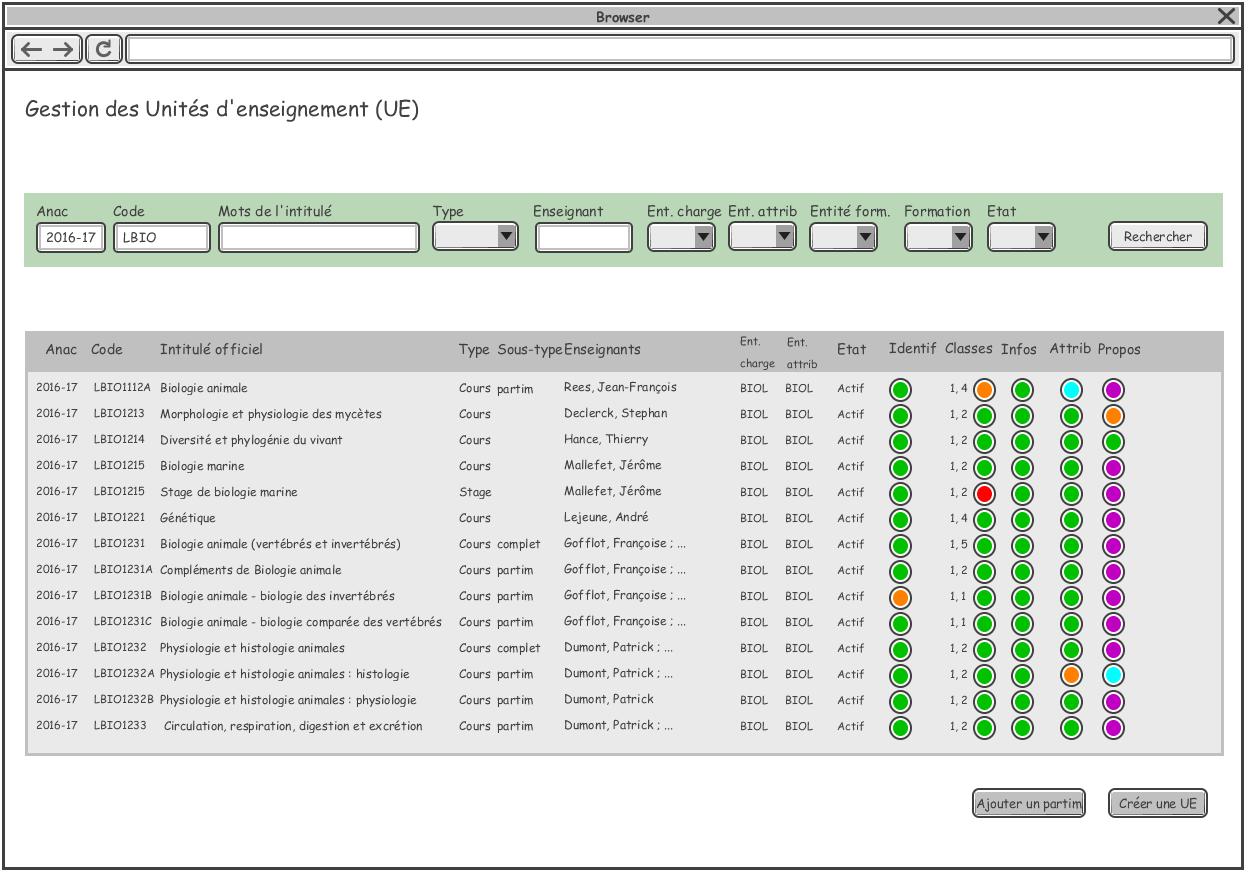 Browser
Gestion des Unités d'enseignement (UE)
Anac Code Mots de l'intitulé Type Enseignant Ent. charge Ent. attrib Entité form. Formation Etat
2016-17 LBIO Rechercher
Anac Code Intitulé officiel Type Sous-type Enseignants Ent. charge Ent. attrib Etat Identif Classes Infos Attrib Propos
2016-17 LBIO1112A Biologie animale Cours partim Rees, Jean-François BIOL BIOL Actif 1, 4
2016-17 LBIO1213 Morphologie et physiologie des mycètes Cours Declerck, Stephan BIOL BIOL Actif 1, 2
2016-17 LBIO1214 Diversité et phylogénie du vivant Cours Hance, Thierry BIOL BIOL Actif 1, 2
2016-17 LBIO1215 Biologie marine Cours Mallefet, Jérôme BIOL BIOL Actif 1, 2
2016-17 LBIO1215 Stage de biologie marine Stage Mallefet, Jérôme BIOL BIOL Actif 1, 2
2016-17 LBIO1221 Génétique Cours Lejeune, André BIOL BIOL Actif 1, 4
2016-17 LBIO1231 Biologie animale (vertébrés et invertébrés) Cours complet Gofflot, Françoise ; ... BIOL BIOL Actif 1, 5
2016-17 LBIO1231A Compléments de Biologie animale Cours partim Gofflot, Françoise ; ... BIOL BIOL Actif 1, 2
2016-17 LBIO1231B Biologie animale - biologie des invertébrés Cours partim Gofflot, Françoise ; ... BIOL BIOL Actif 1, 1
2016-17 LBIO1231C Biologie animale - biologie comparée des vertébrés Cours partim Gofflot, Françoise ; ... BIOL BIOL Actif 1, 1
2016-17 LBIO1232 Physiologie et histologie animales Cours complet Dumont, Patrick ; ... BIOL BIOL Actif 1, 2
2016-17 LBIO1232A Physiologie et histologie animales : histologie Cours partim Dumont, Patrick ; ... BIOL BIOL Actif 1, 2
2016-17 LBIO1232B Physiologie et histologie animales : physiologie Cours partim Dumont, Patrick BIOL BIOL Actif 1, 2
2016-17 LBIO1233 Circulation, respiration, digestion et excrétion Cours partim Dumont, Patrick ; ... BIOL BIOL Actif 1, 2
Ajouter un partim Créer une UE